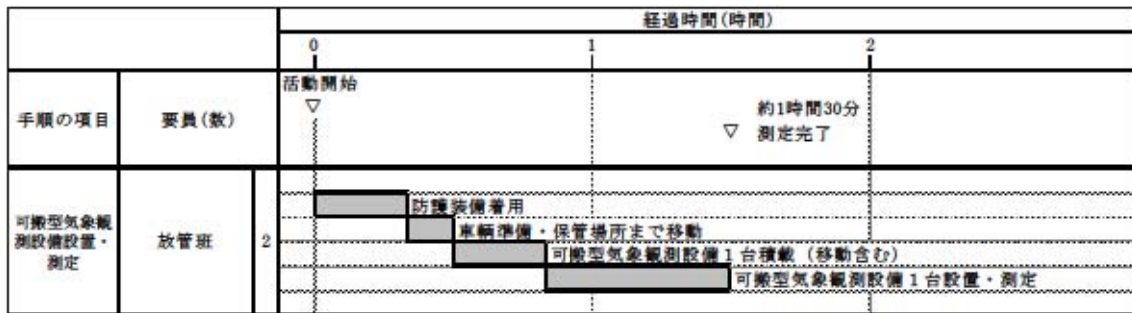 経過時間(時間)
0 1 2
手順の項目 要員(数)
活動開始
▽
約1時間30分
▽ 測定完了
可搬型気象観
測設備設置・
測定
放管班 2
防護装備着用
車輌準備・保管場所まで移動
可搬型気象観測設備1台積載(移動含む)
可搬型気象観測設備1台設置・測定